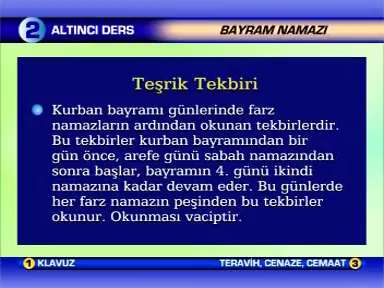 2 ALTINCI DERS
BAYRAM NAMAZI
Teşrik Tekbiri
Kurban bayramı günlerinde farz
namazların ardından okunan tekbirlerdir.
Bu tekbirler kurban bayramından bir
gün önce, arefe günü sabah namazından
sonra başlar, bayramın 4. günü ikindi
namazına kadar devam eder. Bu günlerde
her farz namazın peşinden bu tekbirler
okunur. Okunması vaciptir.
1 KLAVUZ
TERAVİH, CENAZE, CEMAAT 3